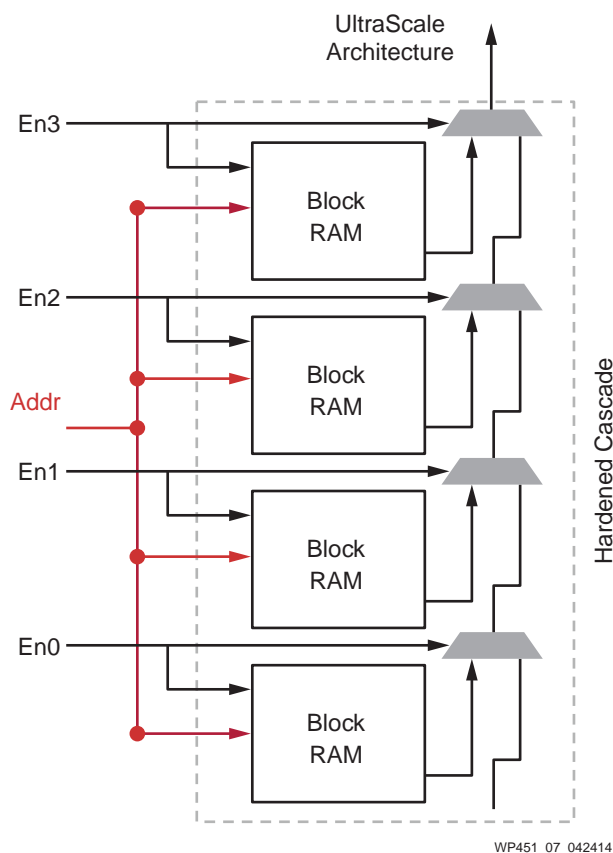 UltraScale
Architecture
En3
Block
RAM
En2
Block
RAM
Addr
En1
Block
RAM
En0
Block
RAM
Hardened Cascade
WP451_07_042414